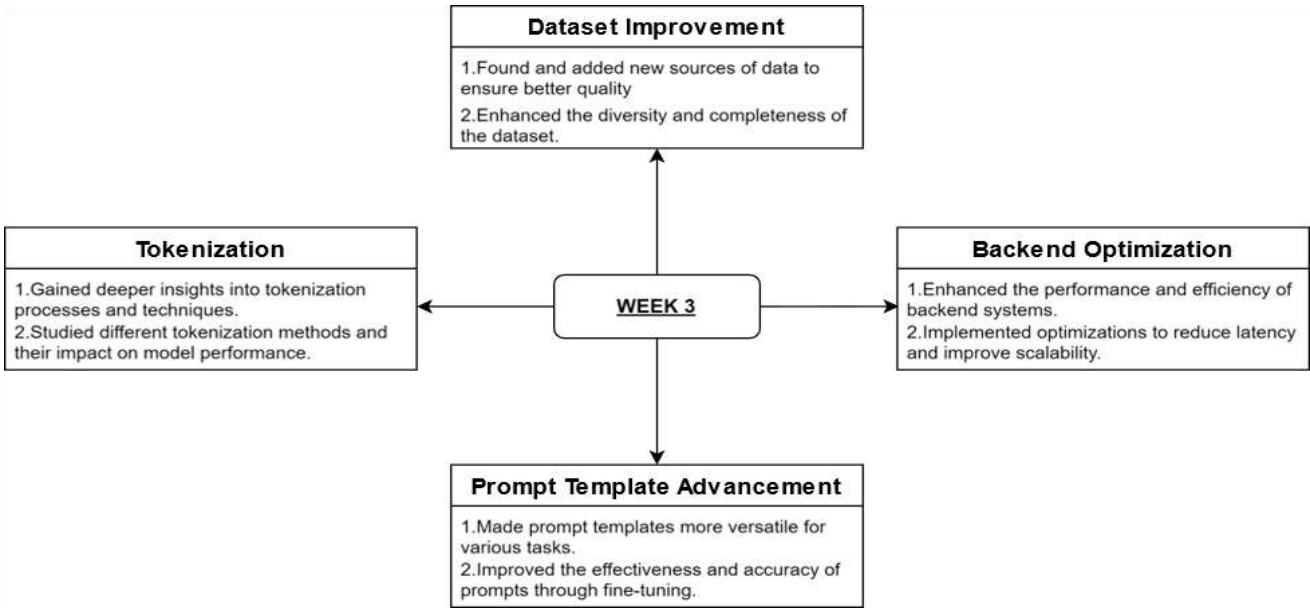 Dataset Improvement
1.Found and added new sources of data to
ensure better quality
2.Enhanced the diversity and completeness of
the dataset.
Tokenization
1.Gained deeper insights into tokenization
processes and techniques.
2.Studied different tokenization methods and
their impact on model performance.
WEEK 3
Backend Optimization
1.Enhanced the performance and efficiency of
backend systems.
2.Implemented optimizations to reduce latency
and improve scalability.
Prompt Template Advancement
1.Made prompt templates more versatile for
various tasks.
2.Improved the effectiveness and accuracy of
prompts through fine-tuning.